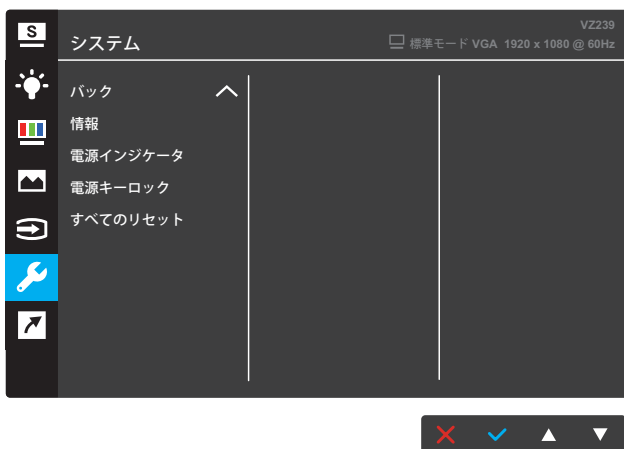 S
VZ239
システム
標準モード VGA 1920 x 1080 @ 60Hz
バック
情報
電源インジケータ
電源キーロック
すべてのリセット